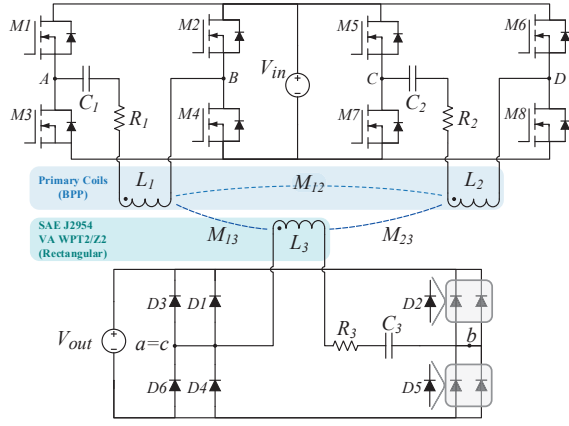 M1
M2
M5
M6
A
C1
B
Vin
C
C2
D
M3
R1
M4
M7
R2
M8
Primary Coils
(BPP)
L1
M12
L2
SAE J2954
VA WPT2/Z2
(Rectangular)
M13
L3
M23
D3
D1
D2
Vout
a=c
R3
C3
b
D6
D4
D5